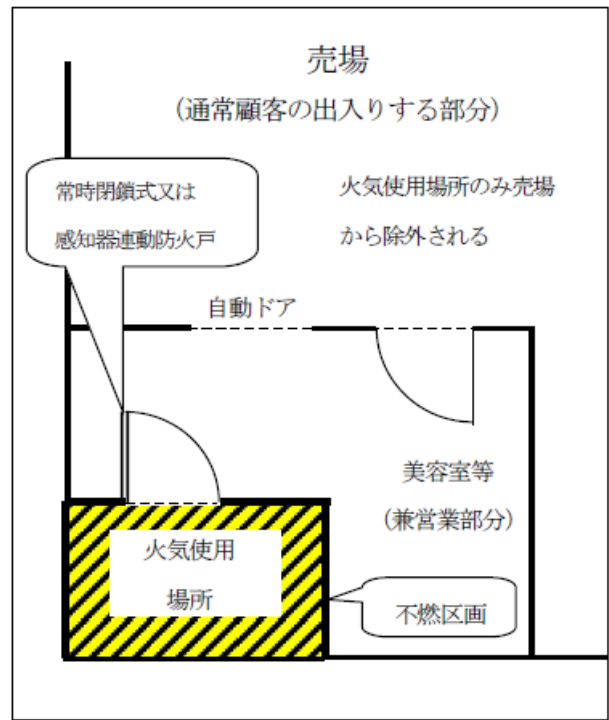 売場
(通常顧客の出入りする部分)
常時閉鎖式又は
感知器連動防火戸
火気使用場所のみ売場
から除外される
自動ドア
美容室等
(兼営業部分)
火気使用
場所
不燃区画